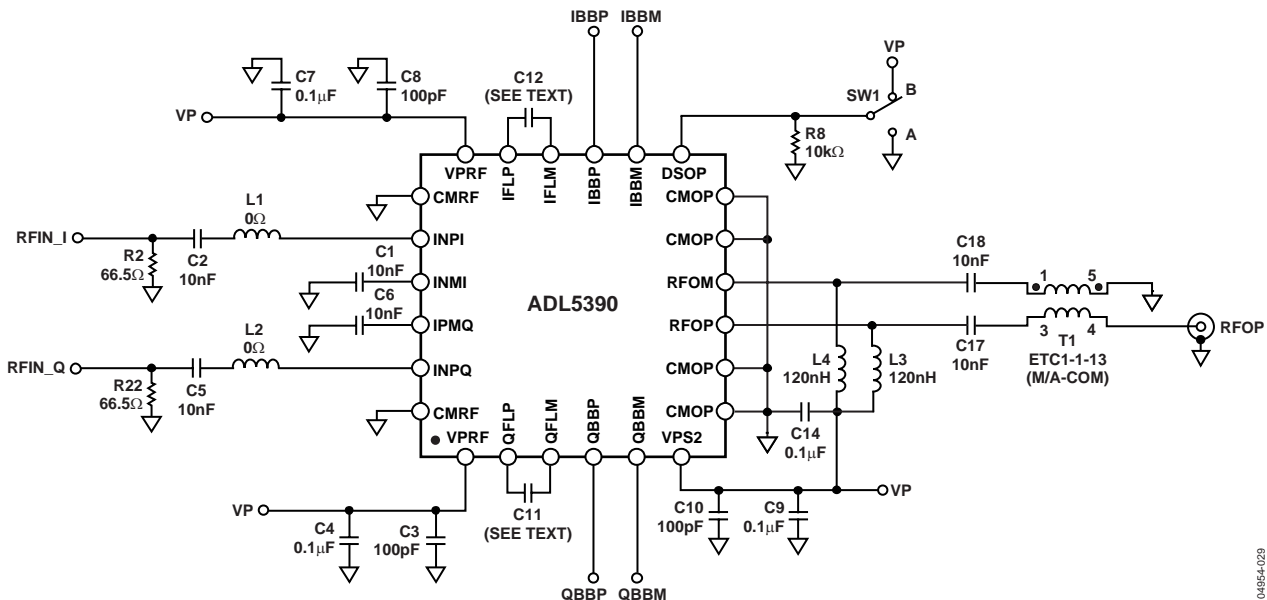 IBBP IBBM
VP
C7
0.1μF
C8
100pF
C12
(SEE TEXT)
SW1
B
A
VP
R8
10kΩ
VPRF
IFLP
IFLM
IBBP
IBBM
DSOP
CMRF
CMOP
L1
0Ω
RFIN_I
INPI
CMOP
R2
66.5Ω
C2
10nF
C1
10nF
INMI
RFOM
C18
10nF
1
5
C6
10nF
IPMQ
ADL5390
RFOP
C17
10nF
3
4
T1
ETC1-1-13
(M/A-COM)
RFOP
L2
0Ω
RFIN_Q
INPQ
CMOP
L4
120nH
L3
120nH
R22
66.5Ω
C5
10nF
CMRF
CMOP
C14
0.1μF
VPRF
QFLP
QFLM
QBBP
QBBM
VPS2
VP
VP
C4
0.1μF
C3
100pF
C11
(SEE TEXT)
C10
100pF
C9
0.1μF
QBBP QBBM
04954-029